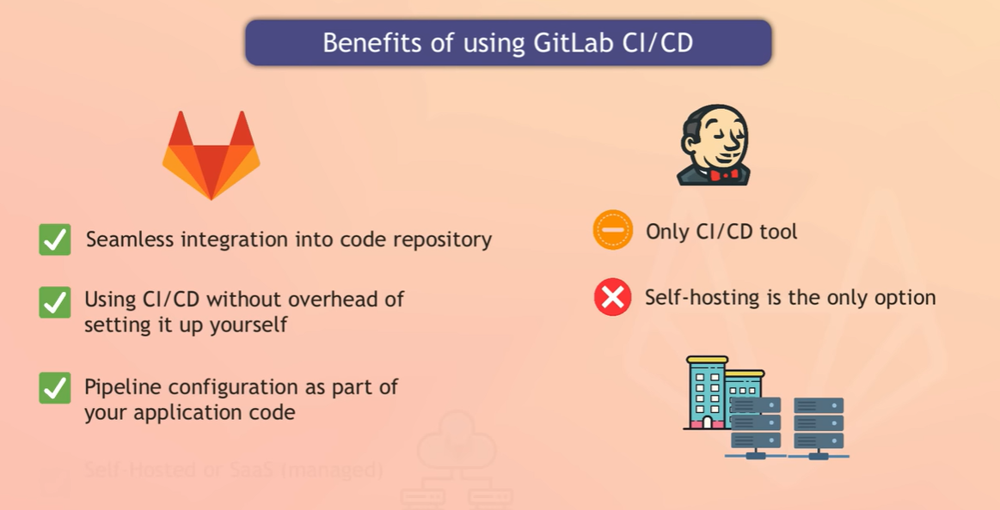 Benefits of using GitLab CI/CD
Seamless integration into code repository
Using CI/CD without overhead of
setting it up yourself
Pipeline configuration as part of
your application code
Self-Hosted or SaaS (managed)
Only CI/CD tool
Self-hosting is the only option